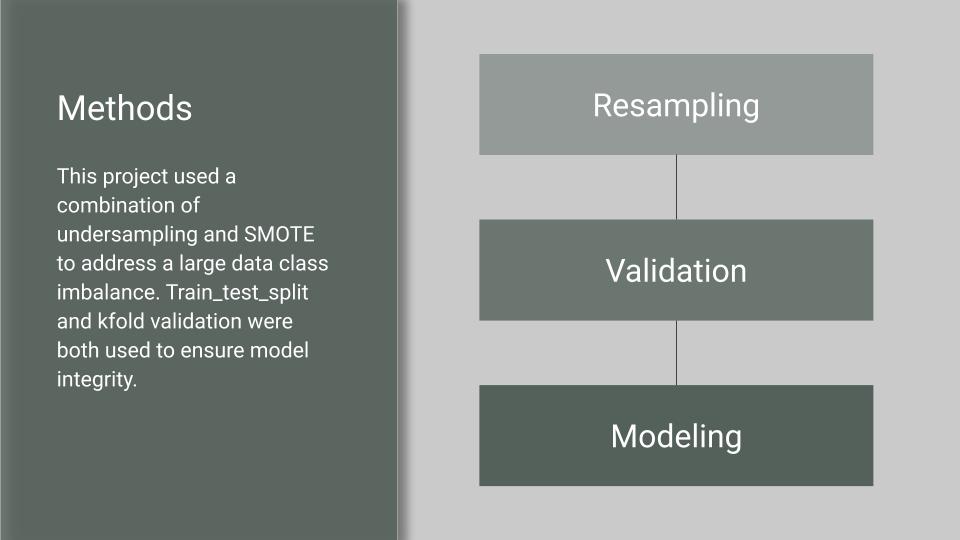 Methods
This project used a
combination of
undersampling and SMOTE
to address a large data class
imbalance. Train_test_split
and kfold validation were
both used to ensure model
integrity.
Resampling
Validation
Modeling